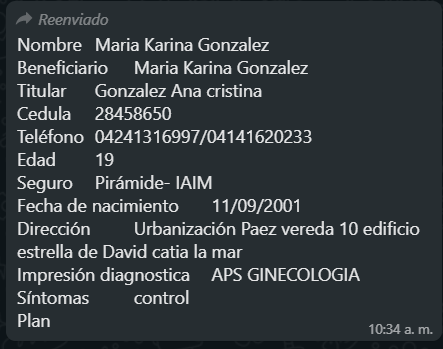 Reenviado
Nombre Maria Karina Gonzalez
Beneficiario Maria Karina Gonzalez
Titular Gonzalez Ana cristina
Cedula 28458650
Teléfono 04241316997/04141620233
Edad 19
Seguro Pirámide- IAIM
Fecha de nacimiento 11/09/2001
Dirección Urbanización Paez vereda 10 edificio
estrella de David catia la mar
Impresión diagnostica APS GINECOLOGIA
Síntomas control
Plan
10:34 a. m.